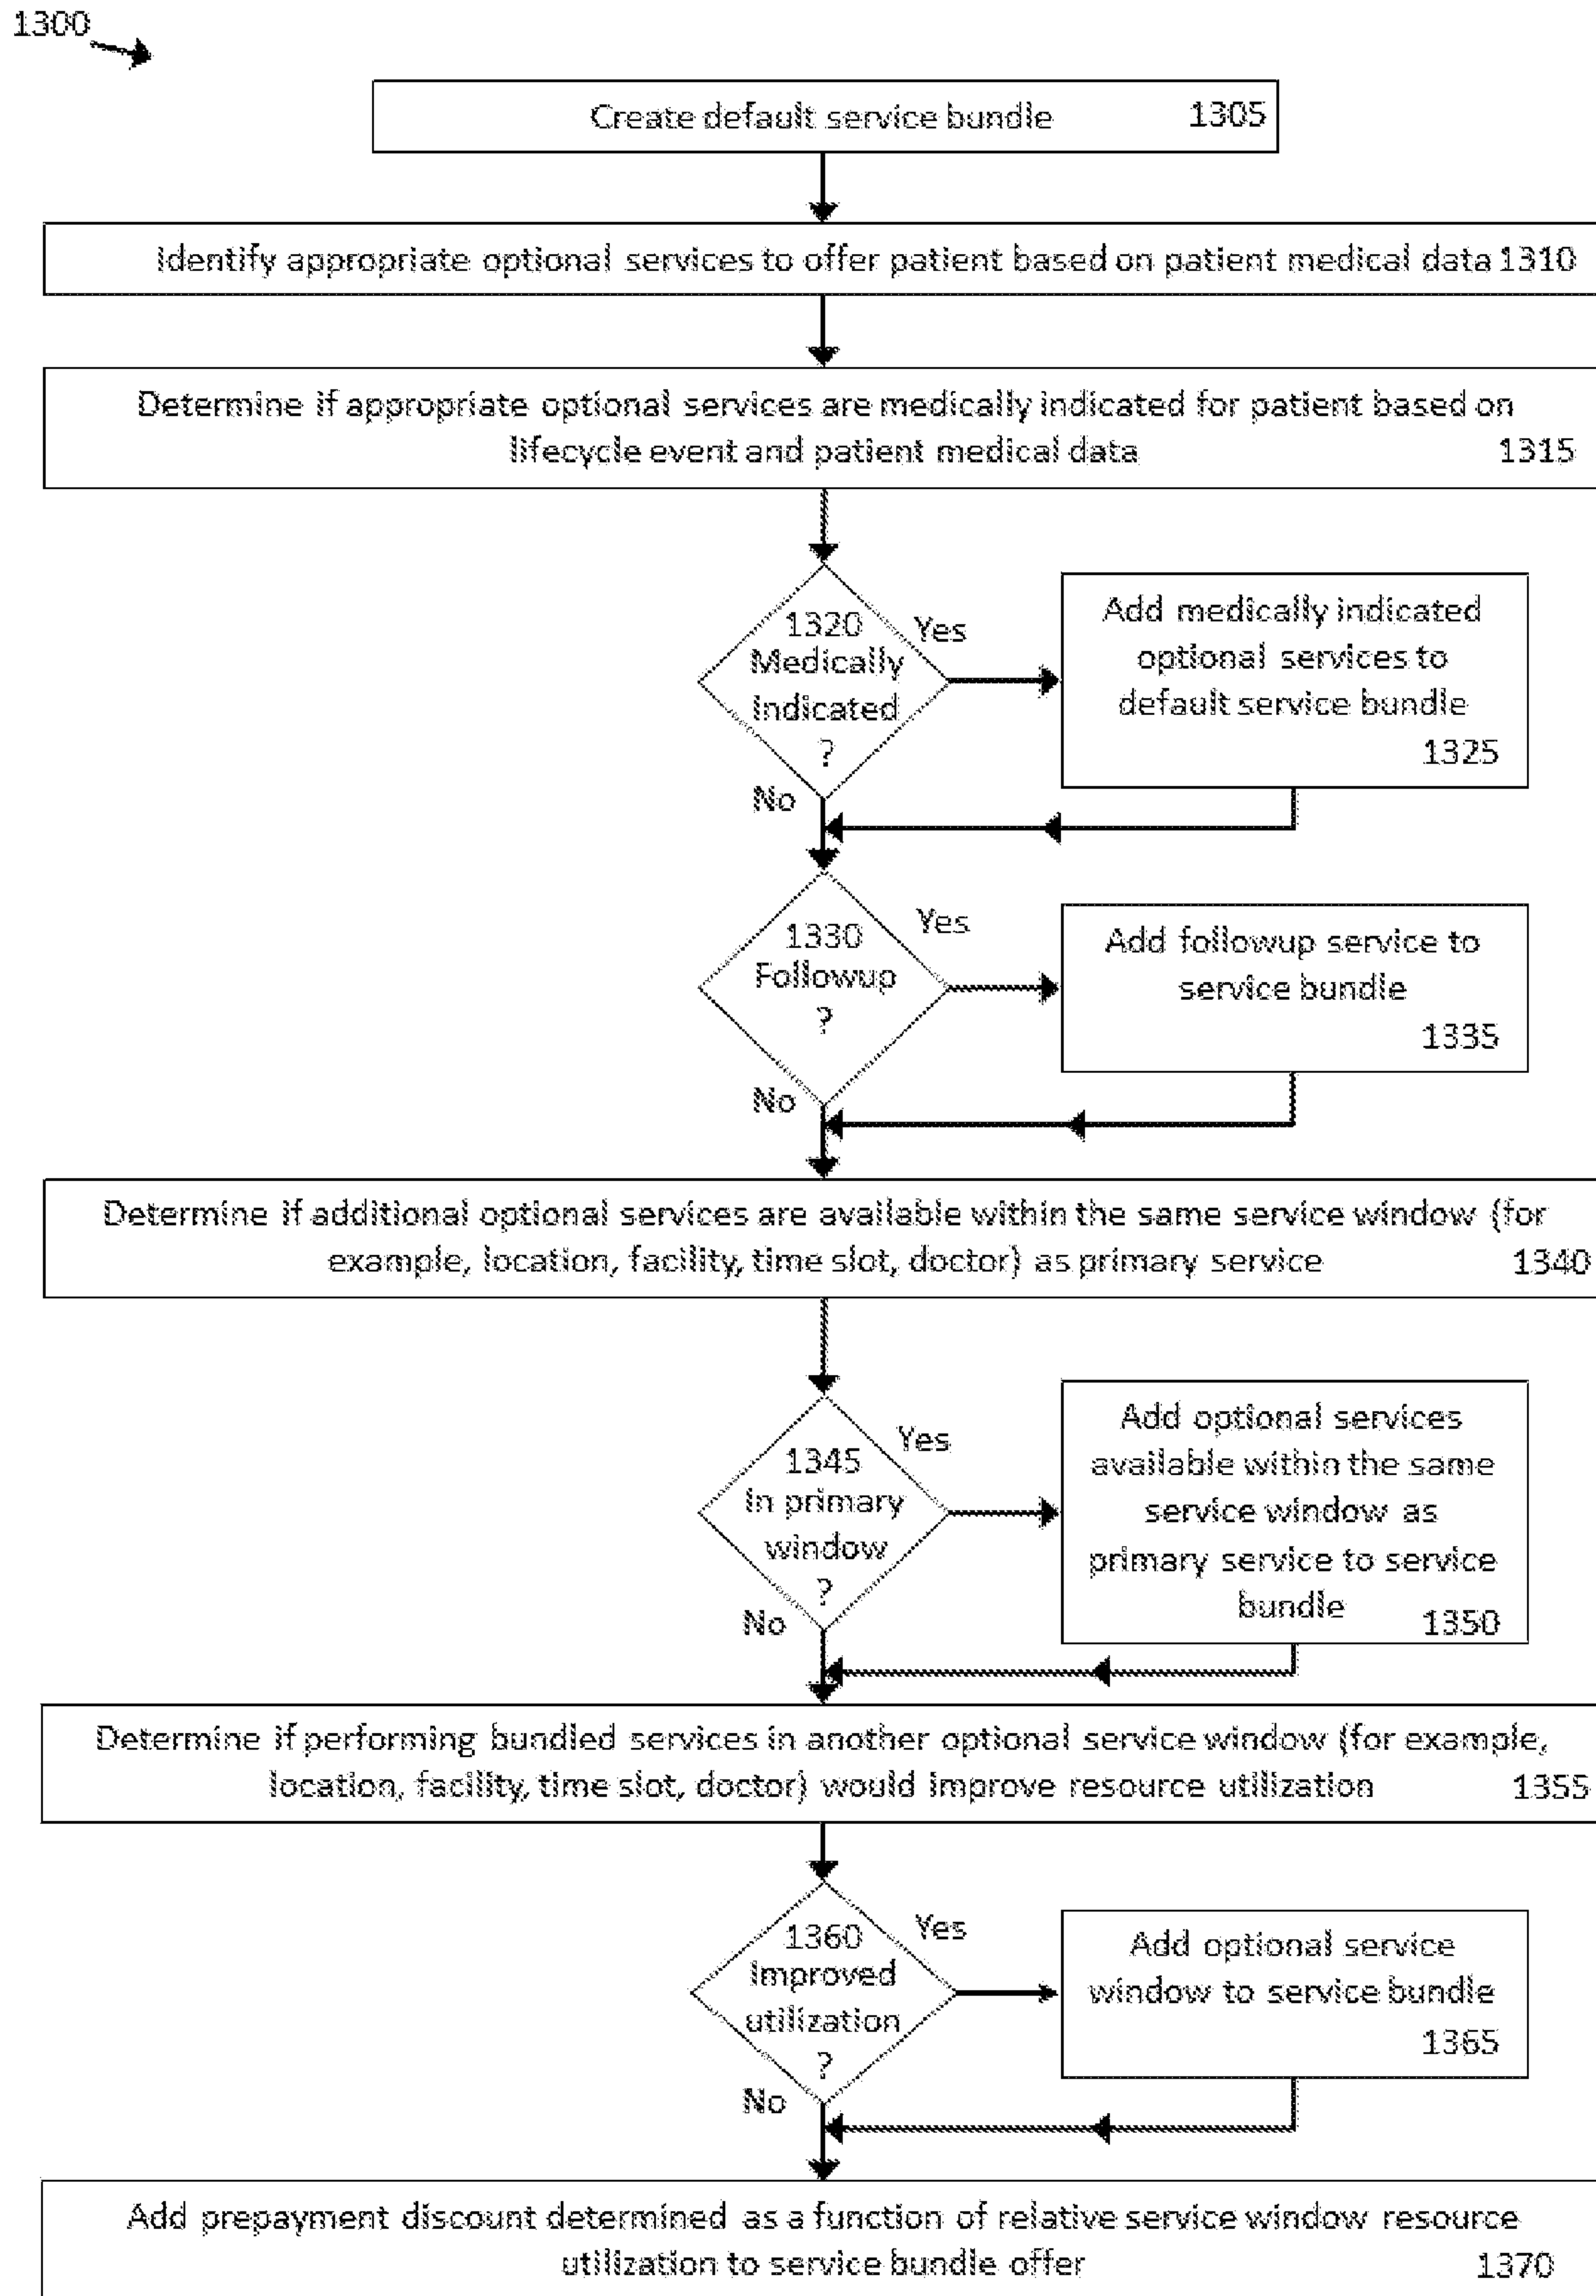 1300
Create default service bundle 1305
Identify appropriate optional services to offer patient based on patient medical data 1310
Determine if appropriate optional services are medically indicated for patient based on
lifecycle event and patient medical data 1315
1320
Medically
indicated
?
Yes
No
Add medically indicated
optional services to
default service bundle
1325
1330
Followup
?
Yes
No
Add followup service to
service bundle
1335
Determine if additional optional services are available within the same service window (for
example, location, facility, time slot, doctor) as primary service 1340
1345
In primary
window
?
Yes
No
Add optional services
available within the same
service window as
primary service to service
bundle 1350
Determine if performing bundled services in another optional service window (for example,
location, facility, time slot, doctor) would improve resource utilization 1355
1360
Improved
utilization
?
Yes
No
Add optional service
window to service bundle
1365
Add prepayment discount determined as a function of relative service window resource
utilization to service bundle offer 1370